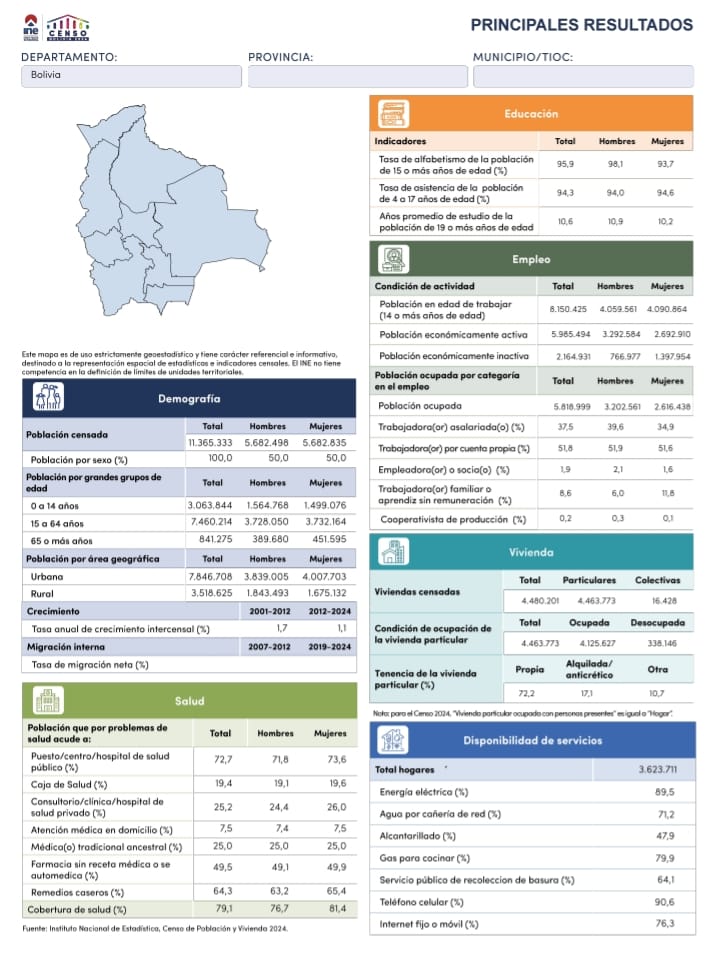 ine
CENSO
BOLIVIA 2024
PRINCIPALES RESULTADOS
DEPARTAMENTO:
PROVINCIA:
MUNICIPIO/TIOC:
Bolivia
Este mapa es de uso estrictamente geoestadístico y tiene carácter referencial e informativo,
destinado a la representación espacial de estadísticas e indicadores censales. El INE no tiene
competencia en la definición de límites de unidades territoriales.
Demografía
Población censada
Total Hombres Mujeres
11.365.333 5.682.498 5.682.835
Población por sexo (%) 100,0 50,0 50,0
Población por grandes grupos de
edad
Total Hombres Mujeres
0 a 14 años 3.063.844 1.564.768 1.499.076
15 a 64 años 7.460.214 3.728.050 3.732.164
65 o más años 841.275 389.680 451.595
Población por área geográfica Total Hombres Mujeres
Urbana 7.846.708 3.839.005 4.007.703
Rural 3.518.625 1.843.493 1.675.132
Crecimiento 2001-2012 2012-2024
Tasa anual de crecimiento intercensal (%) 1,7 1,1
Migración interna 2007-2012 2019-2024
Tasa de migración neta (%)
Salud
Población que por problemas de
salud acude a:
Total Hombres Mujeres
Puesto/centro/hospital de salud
público (%)
72,7 71,8 73,6
Caja de Salud (%) 19,4 19,1 19,6
Consultorio/clínica/hospital de
salud privado (%)
25,2 24,4 26,0
Atención médica en domicilio (%) 7,5 7,4 7,5
Médica(o) tradicional ancestral (%) 25,0 25,0 25,0
Farmacia sin receta médica o se
automedica (%)
49,5 49,1 49,9
Remedios caseros (%) 64,3 63,2 65,4
Cobertura de salud (%) 79,1 76,7 81,4
Fuente: Instituto Nacional de Estadística, Censo de Población y Vivienda 2024.
Educación
Indicadores Total Hombres Mujeres
Tasa de alfabetismo de la población
de 15 o más años de edad (%)
95,9 98,1 93,7
Tasa de asistencia de la población
de 4 a 17 años de edad (%)
94,3 94,0 94,6
Años promedio de estudio de la
población de 19 o más años de edad
10,6 10,9 10,2
Empleo
Condición de actividad Total Hombres Mujeres
Población en edad de trabajar
(14 o más años de edad)
8.150.425 4.059.561 4.090.864
Población económicamente activa 5.985.494 3.292.584 2.692.910
Población económicamente inactiva 2.164.931 766.977 1.397.954
Población ocupada por categoría
en el empleo
Total Hombres Mujeres
Población ocupada 5.818.999 3.202.561 2.616.438
Trabajadora(or) asalariada(o) (%) 37,5 39,6 34,9
Trabajadora(or) por cuenta propia (%) 51,8 51,9 51,6
Empleadora(or) o socia(o) (%) 1,9 2,1 1,6
Trabajadora(or) familiar o
aprendiz sin remuneración (%)
8,6 6,0 11,8
Cooperativista de producción (%) 0,2 0,3 0,1
Vivienda
Viviendas censadas
Total Particulares Colectivas
4.480.201 4.463.773 16.428
Condición de ocupación de
la vivienda particular
Total Ocupada Desocupada
4.463.773 4.125.627 338.146
Tenencia de la vivienda
particular (%)
Propia Alquilada/
anticrético Otra
72,2 17,1 10,7
Nota: para el Censo 2024, "Vivienda particular ocupada con personas presentes" es igual a "Hogar".
Disponibilidad de servicios
Total hogares 3.623.711
Energía eléctrica (%) 89,5
Agua por cañería de red (%) 71,2
Alcantarillado (%) 47,9
Gas para cocinar (%) 79,9
Servicio público de recoleccion de basura (%) 64,1
Teléfono celular (%) 90,6
Internet fijo o móvil (%) 76,3